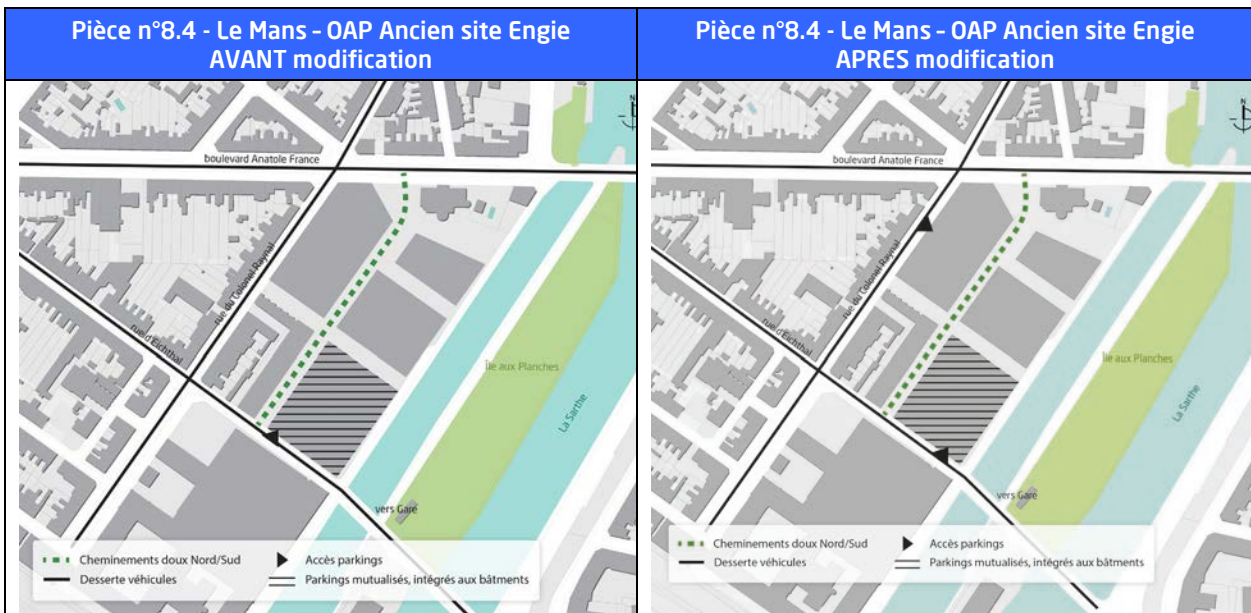 Pièce n°8.4 - Le Mans – OAP Ancien site Engie
AVANT modification
Pièce n°8.4 - Le Mans – OAP Ancien site Engie
APRES modification
N
boulevard Anatole France
rue du Colonel Raynal
rue d'Eichthal
Île aux Planches
La Sarthe
vers Gare
Cheminements doux Nord/Sud
Accès parkings
Desserte véhicules
Parkings mutualisés, intégrés aux bâtments
N
boulevard Anatole France
rue du Colonel Raynal
rue d'Eichthal
Île aux Planches
La Sarthe
vers Gare
Cheminements doux Nord/Sud
Accès parkings
Desserte véhicules
Parkings mutualisés, intégrés aux bâtments